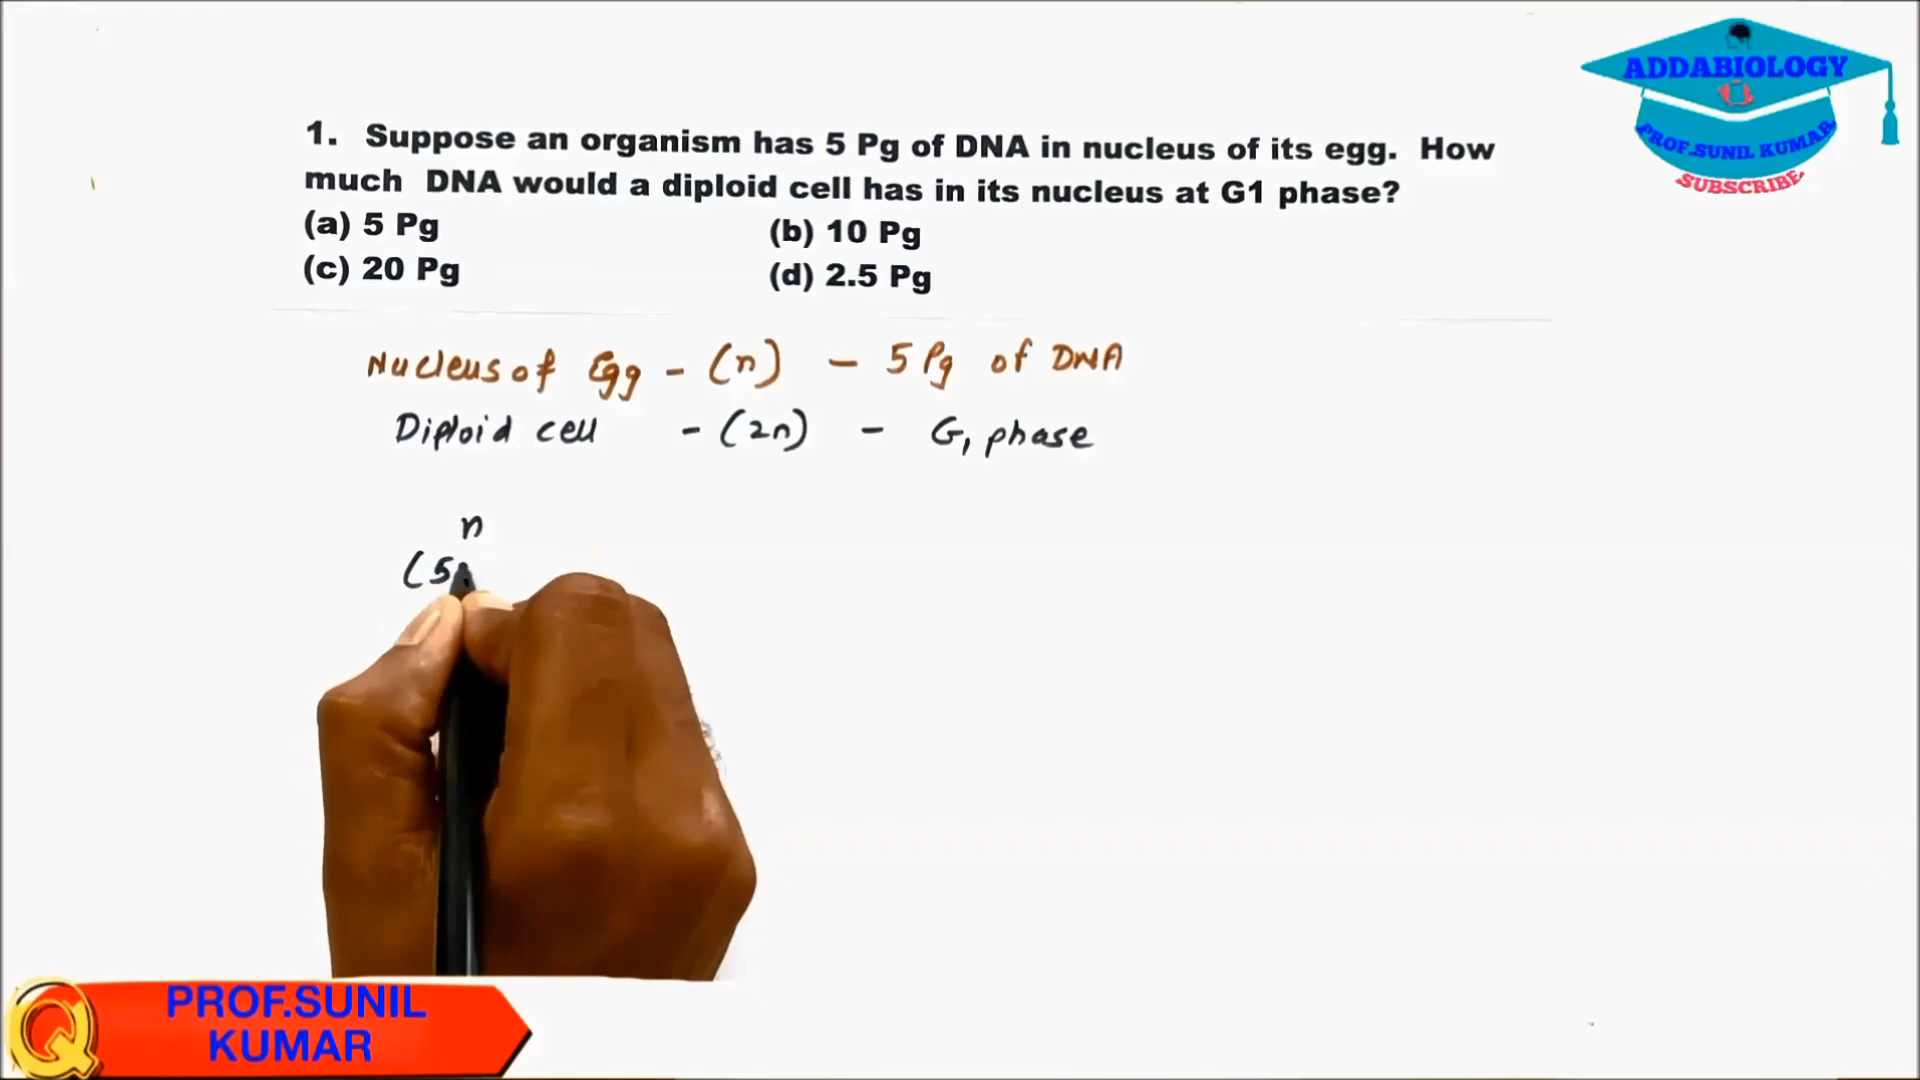 ADDABIOLOGY
PROF.SUNIL KUMAR
SUBSCRIBE
1. Suppose an organism has 5 Pg of DNA in nucleus of its egg. How
much DNA would a diploid cell has in its nucleus at G1 phase?
(a) 5 Pg (b) 10 Pg
(c) 20 Pg (d) 2.5 Pg
Nucleus of Egg - (n) - 5 Pg of DNA
Diploid cell - (2n) - G₁ phase
n
(5
PROF.SUNIL
KUMAR